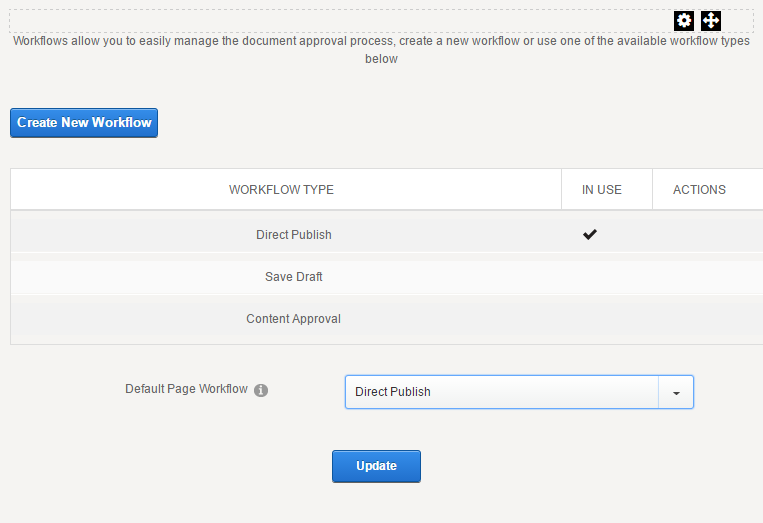 Workflows allow you to easily manage the document approval process, create a new workflow or use one of the available workflow types
below
Create New Workflow
WORKFLOW TYPE IN USE ACTIONS
Direct Publish
Save Draft
Content Approval
Default Page Workflow Direct Publish
Update